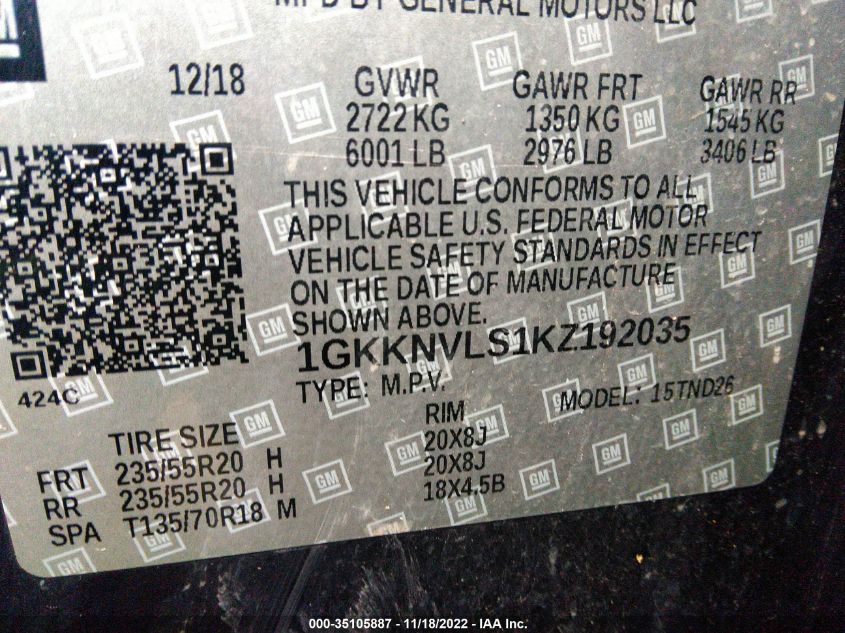 MFD BY GENERAL MOTORS LLC
12/18 GVWR GAWR FRT GAWR RR
2722 KG 1350 KG 1545 KG
6001 LB 2976 LB 3406 LB
THIS VEHICLE CONFORMS TO ALL
APPLICABLE U.S. FEDERAL MOTOR
VEHICLE SAFETY STANDARDS IN EFFECT
ON THE DATE OF MANUFACTURE
SHOWN ABOVE.
1GKKNVLS1KZ192035
424C TYPE: M.P.V. MODEL: 15TND26
TIRE SIZE RIM
FRT 235/55R20 H 20X8J
RR 235/55R20 H 20X8J
SPA T135/70R18 M 18X4.5B
000-35105887 - 11/18/2022 - IAA Inc.